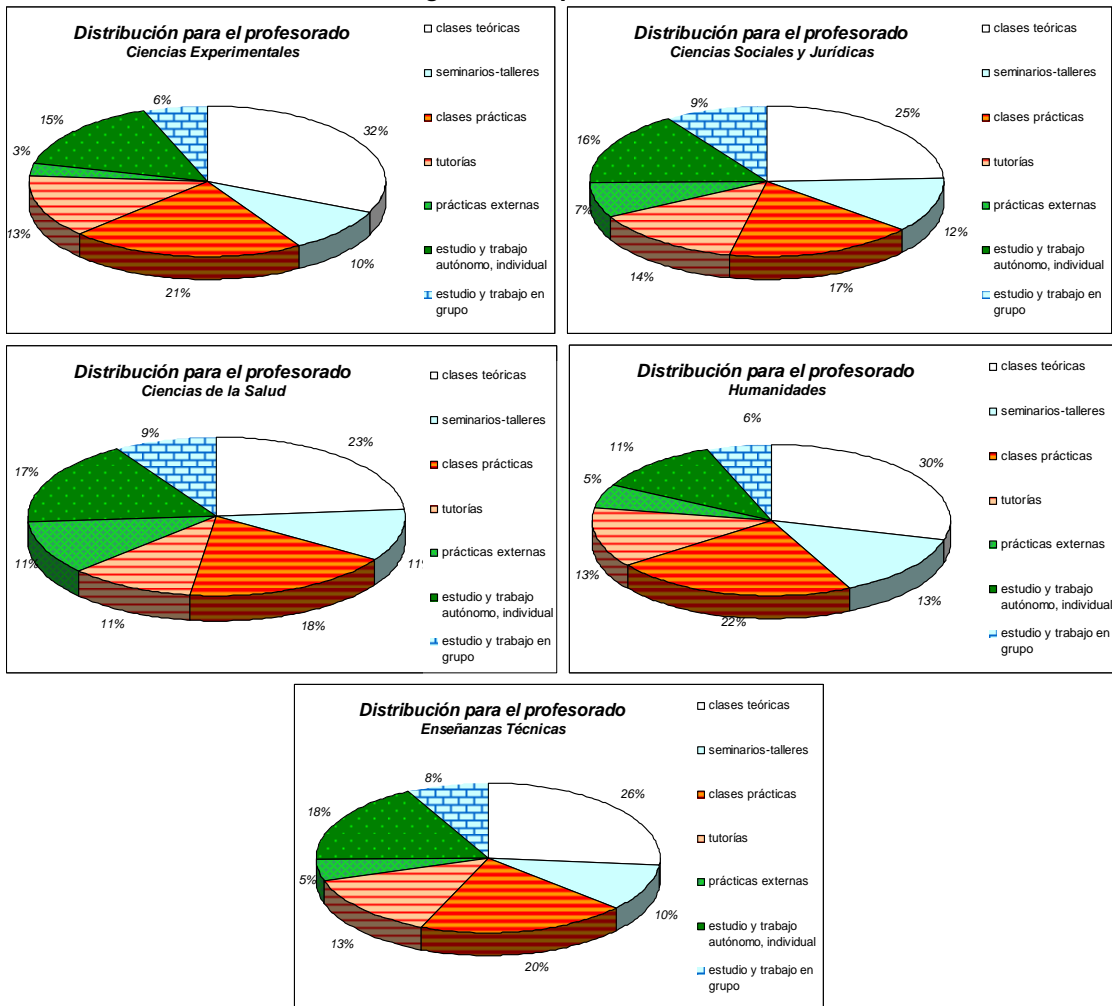 Distribución para el profesorado
Ciencias Experimentales
6%
15%
32%
3%
13%
10%
21%
clases teóricas
seminarios-talleres
clases prácticas
tutorías
prácticas externas
estudio y trabajo
autónomo, individual
estudio y trabajo en
grupo
Distribución para el profesorado
Ciencias Sociales y Jurídicas
9%
25%
16%
7%
12%
14%
17%
clases teóricas
seminarios-talleres
clases prácticas
tutorías
prácticas externas
estudio y trabajo
autónomo, individual
estudio y trabajo en
grupo
Distribución para el profesorado
Ciencias de la Salud
9%
23%
17%
11%
11%
18%
clases teóricas
seminarios-talleres
clases prácticas
tutorías
prácticas externas
estudio y trabajo
autónomo, individual
estudio y trabajo en
grupo
Distribución para el profesorado
Humanidades
6%
11%
30%
5%
13%
13%
22%
clases teóricas
seminarios-talleres
clases prácticas
tutorías
prácticas externas
estudio y trabajo
autónomo, individual
estudio y trabajo en
grupo
Distribución para el profesorado
Enseñanzas Técnicas
8%
26%
18%
5%
10%
13%
20%
clases teóricas
seminarios-talleres
clases prácticas
tutorías
prácticas externas
estudio y trabajo
autónomo, individual
estudio y trabajo en
grupo